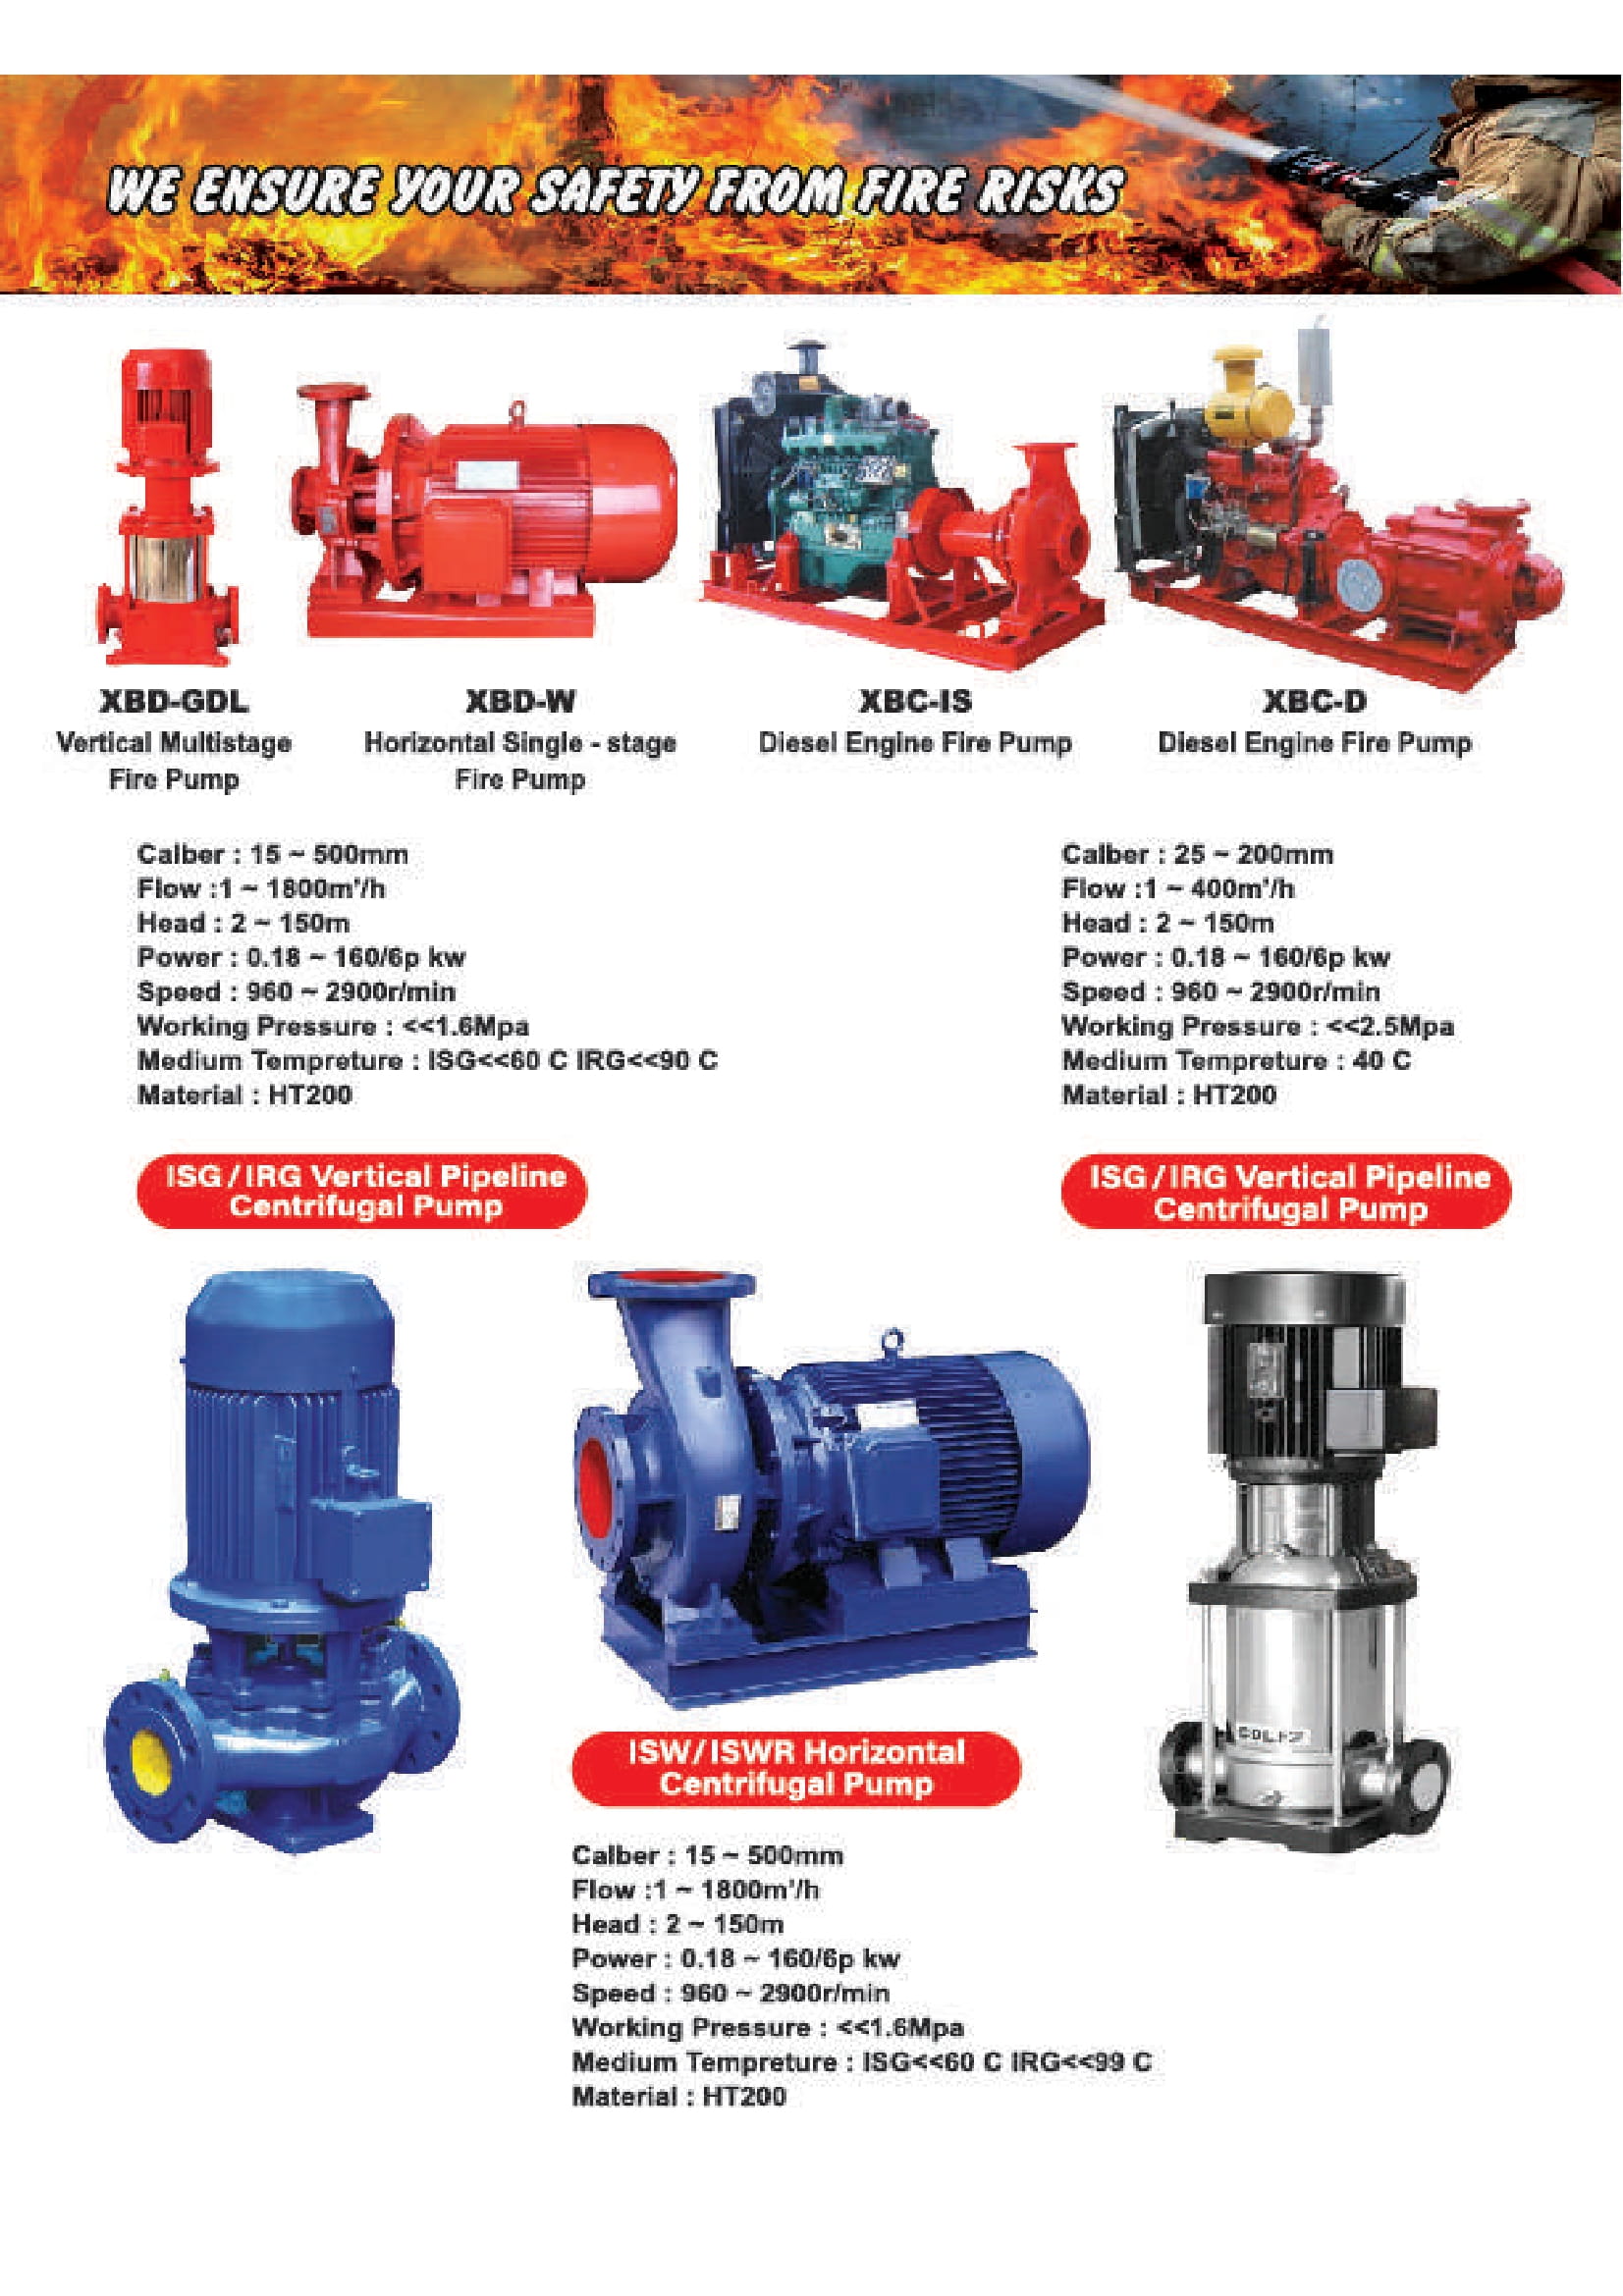 WE ENSURE YOUR SAFETY FROM FIRE RISKS
XBD-GDL
Vertical Multistage
Fire Pump
XBD-W
Horizontal Single - stage
Fire Pump
XBC-IS
Diesel Engine Fire Pump
XBC-D
Diesel Engine Fire Pump
Calber : 15 ~ 500mm
Flow :1 ~ 1800m'/h
Head : 2 ~ 150m
Power : 0.18 ~ 160/6p kw
Speed : 960 ~ 2900r/min
Working Pressure : <<1.6Mpa
Medium Tempreture : ISG<<60 C IRG<<90 C
Material : HT200
Calber : 25 ~ 200mm
Flow :1 ~ 400m'/h
Head : 2 ~ 150m
Power : 0.18 ~ 160/6p kw
Speed : 960 ~ 2900r/min
Working Pressure : <<2.5Mpa
Medium Tempreture : 40 C
Material : HT200
ISG/IRG Vertical Pipeline
Centrifugal Pump
ISG/IRG Vertical Pipeline
Centrifugal Pump
ISW/ISWR Horizontal
Centrifugal Pump
Calber : 15 ~ 500mm
Flow :1 ~ 1800m'/h
Head : 2 ~ 150m
Power : 0.18 ~ 160/6p kw
Speed : 960 ~ 2900r/min
Working Pressure : <<1.6Mpa
Medium Tempreture : ISG<<60 C IRG<<99 C
Material : HT200